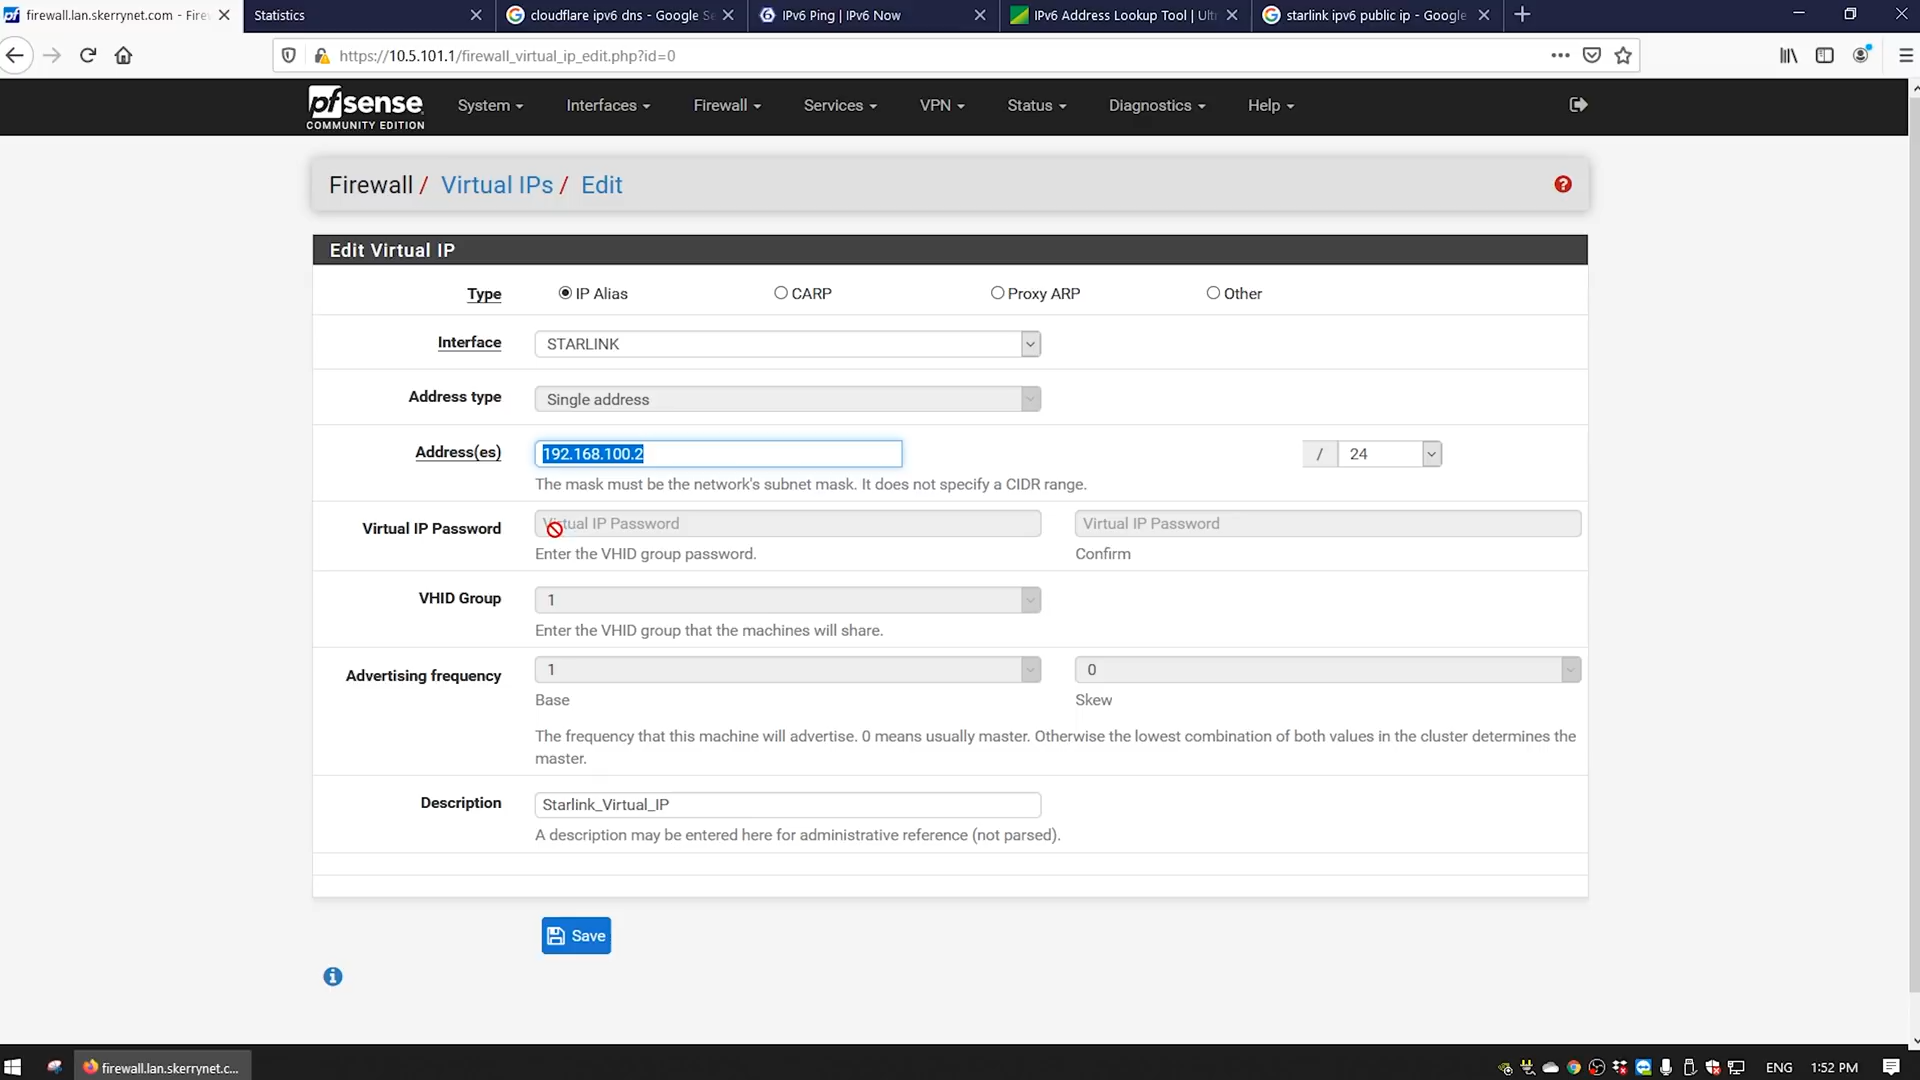 firewall.lan.skerrynet.com - Fire
Statistics
cloudflare ipv6 dns - Google Se
IPv6 Ping | IPv6 Now
IPv6 Address Lookup Tool | Ult
starlink ipv6 public ip - Google
https://10.5.101.1/firewall_virtual_ip_edit.php?id=0
pfsense
COMMUNITY EDITION
System
Interfaces
Firewall
Services
VPN
Status
Diagnostics
Help
Firewall / Virtual IPs / Edit
Edit Virtual IP
Type
IP Alias
CARP
Proxy ARP
Other
Interface
STARLINK
Address type
Single address
Address(es)
192.168.100.2
/
24
The mask must be the network's subnet mask. It does not specify a CIDR range.
Virtual IP Password
Virtual IP Password
Virtual IP Password
Enter the VHID group password.
Confirm
VHID Group
1
Enter the VHID group that the machines will share.
Advertising frequency
1
0
Base
Skew
The frequency that this machine will advertise. 0 means usually master. Otherwise the lowest combination of both values in the cluster determines the
master.
Description
Starlink_Virtual_IP
A description may be entered here for administrative reference (not parsed).
Save
firewall.lan.skerrynet.c...
ENG
1:52 PM